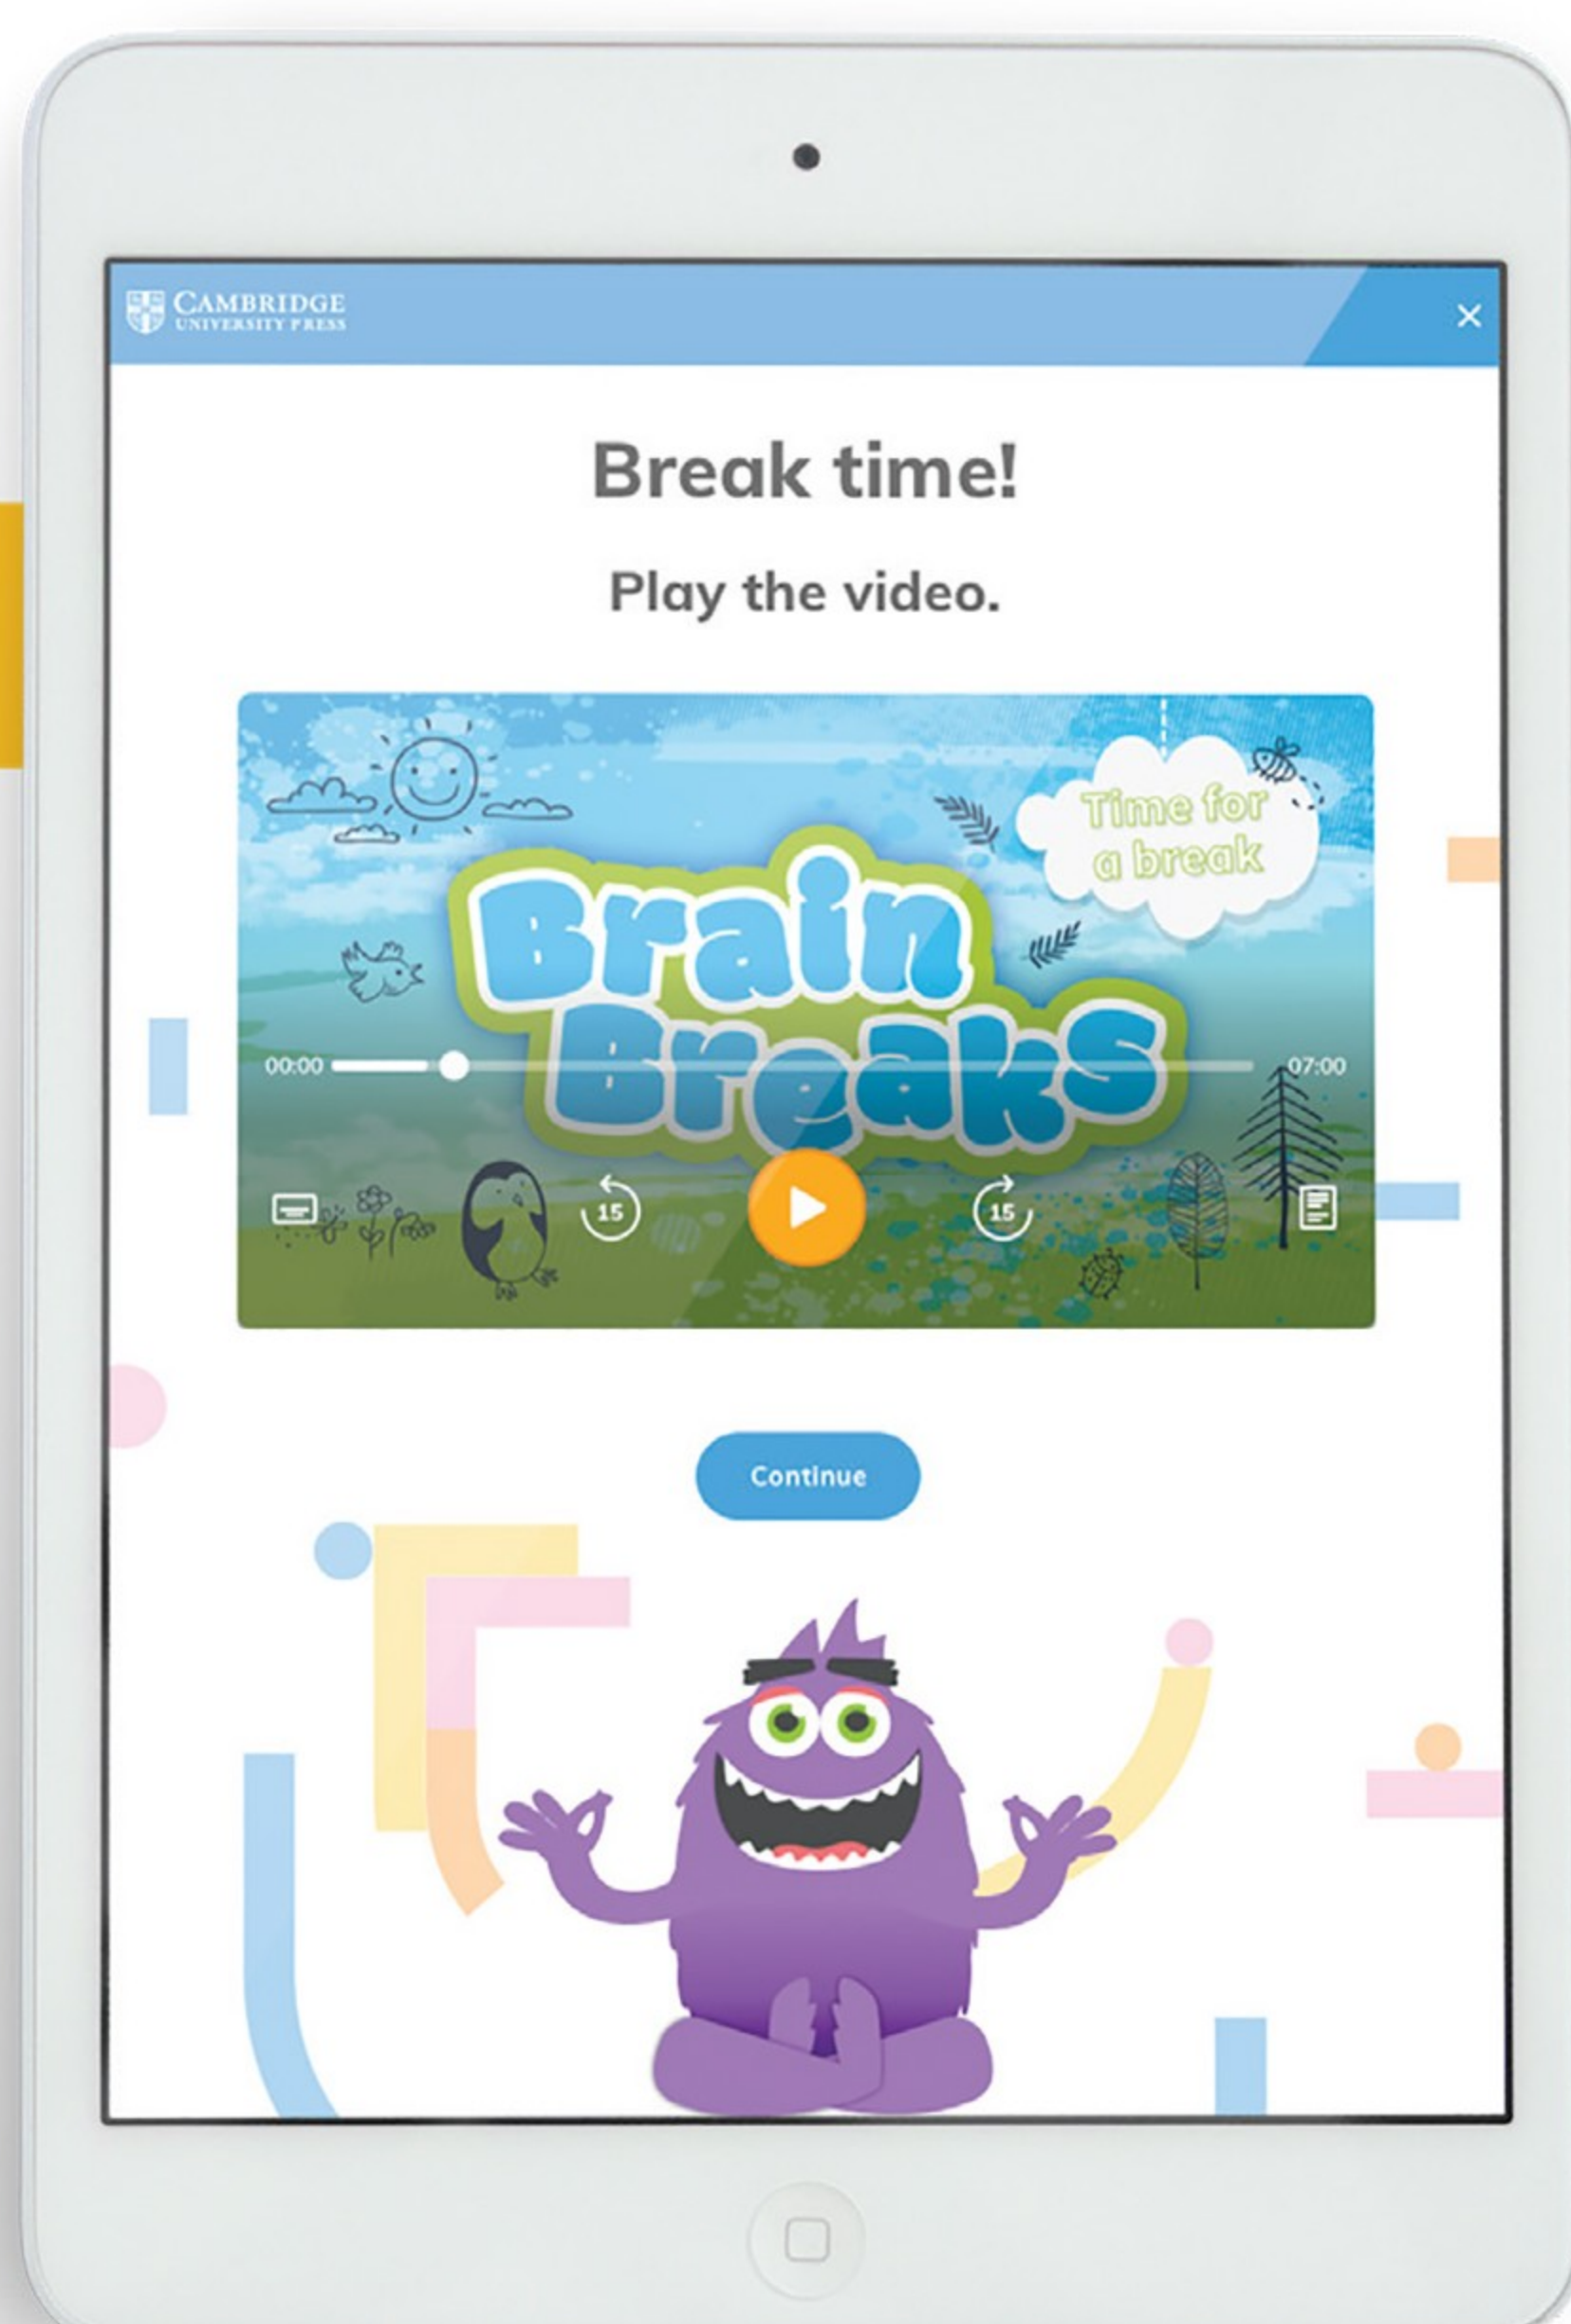 CAMBRIDGE
UNIVERSITY PRESS
Break time!
Play the video.
Time for
a break
Brain
Breaks
00:00
07:00
15
15
Continue